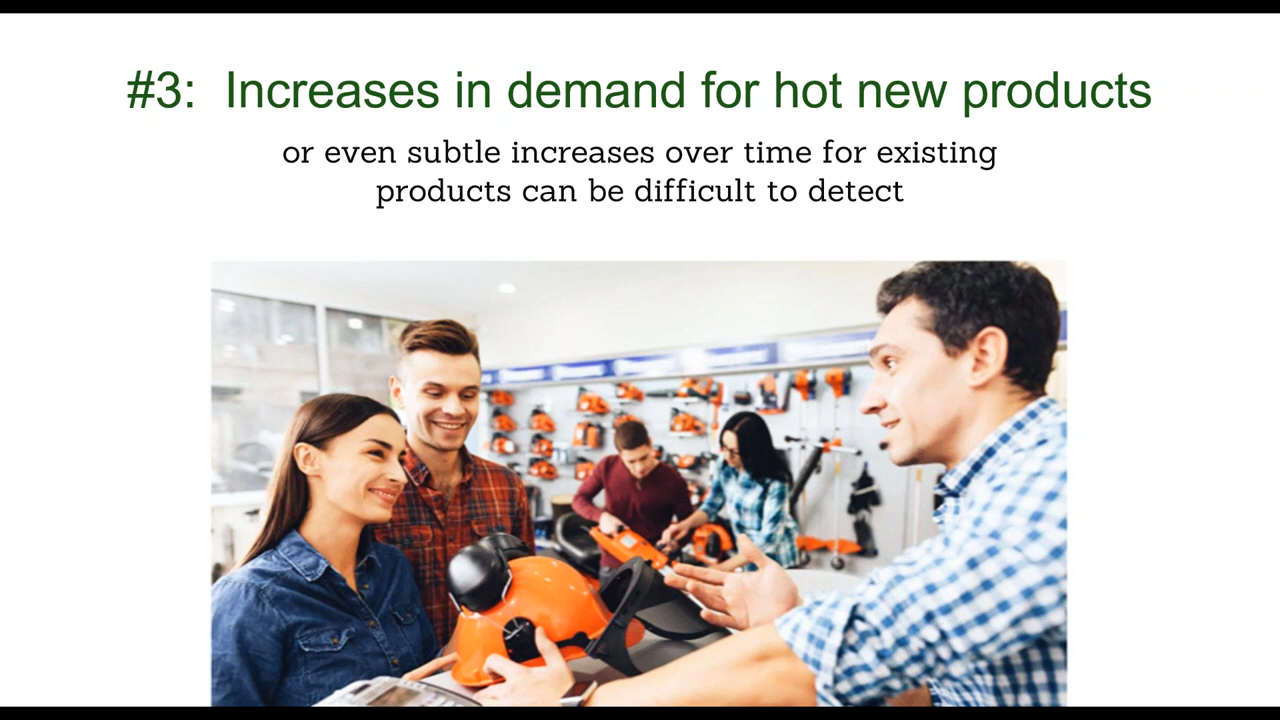 #3: Increases in demand for hot new products
or even subtle increases over time for existing
products can be difficult to detect